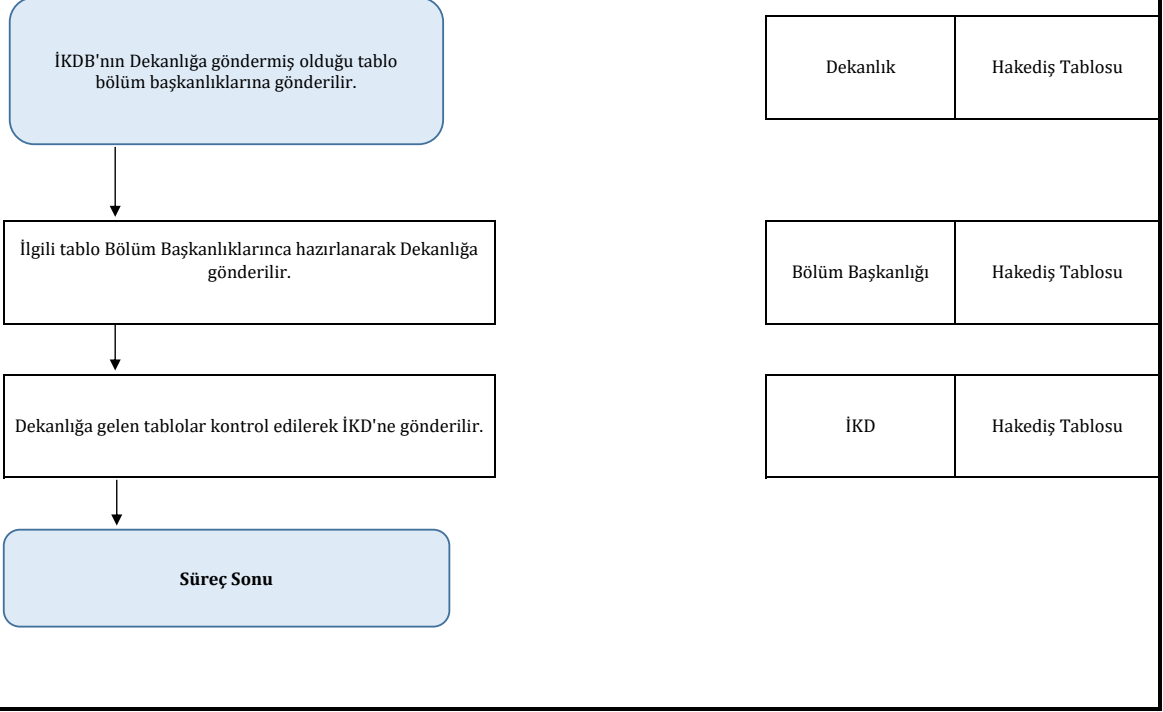 İKDB'nın Dekanlığa göndermiş olduğu tablo
bölüm başkanlıklarına gönderilir.
Dekanlık
Hakediş Tablosu
İlgili tablo Bölüm Başkanlıklarınca hazırlanarak Dekanlığa
gönderilir.
Bölüm Başkanlığı
Hakediş Tablosu
Dekanlığa gelen tablolar kontrol edilerek İKD'ne gönderilir.
İKD
Hakediş Tablosu
Süreç Sonu